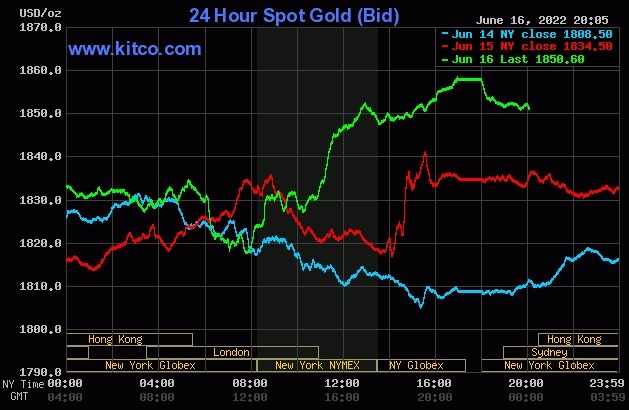 USD/oz
24 Hour Spot Gold (Bid)
June 16, 2022 20:05
www.kitco.com
Jun 14 NY close 1808.50
Jun 15 NY close 1834.50
Jun 16 Last 1850.60
1870.0
1860.0
1850.0
1840.0
1830.0
1820.0
1810.0
1800.0
1790.0
Hong Kong
Hong Kong
London
Sydney
New York Globex
New York NYMEX
NY Globex
New York Globex
NY Time 00:00 04:00 08:00 12:00 16:00 20:00 23:59
GMT 04:00 08:00 12:00 16:00 20:00 00:00 03:59